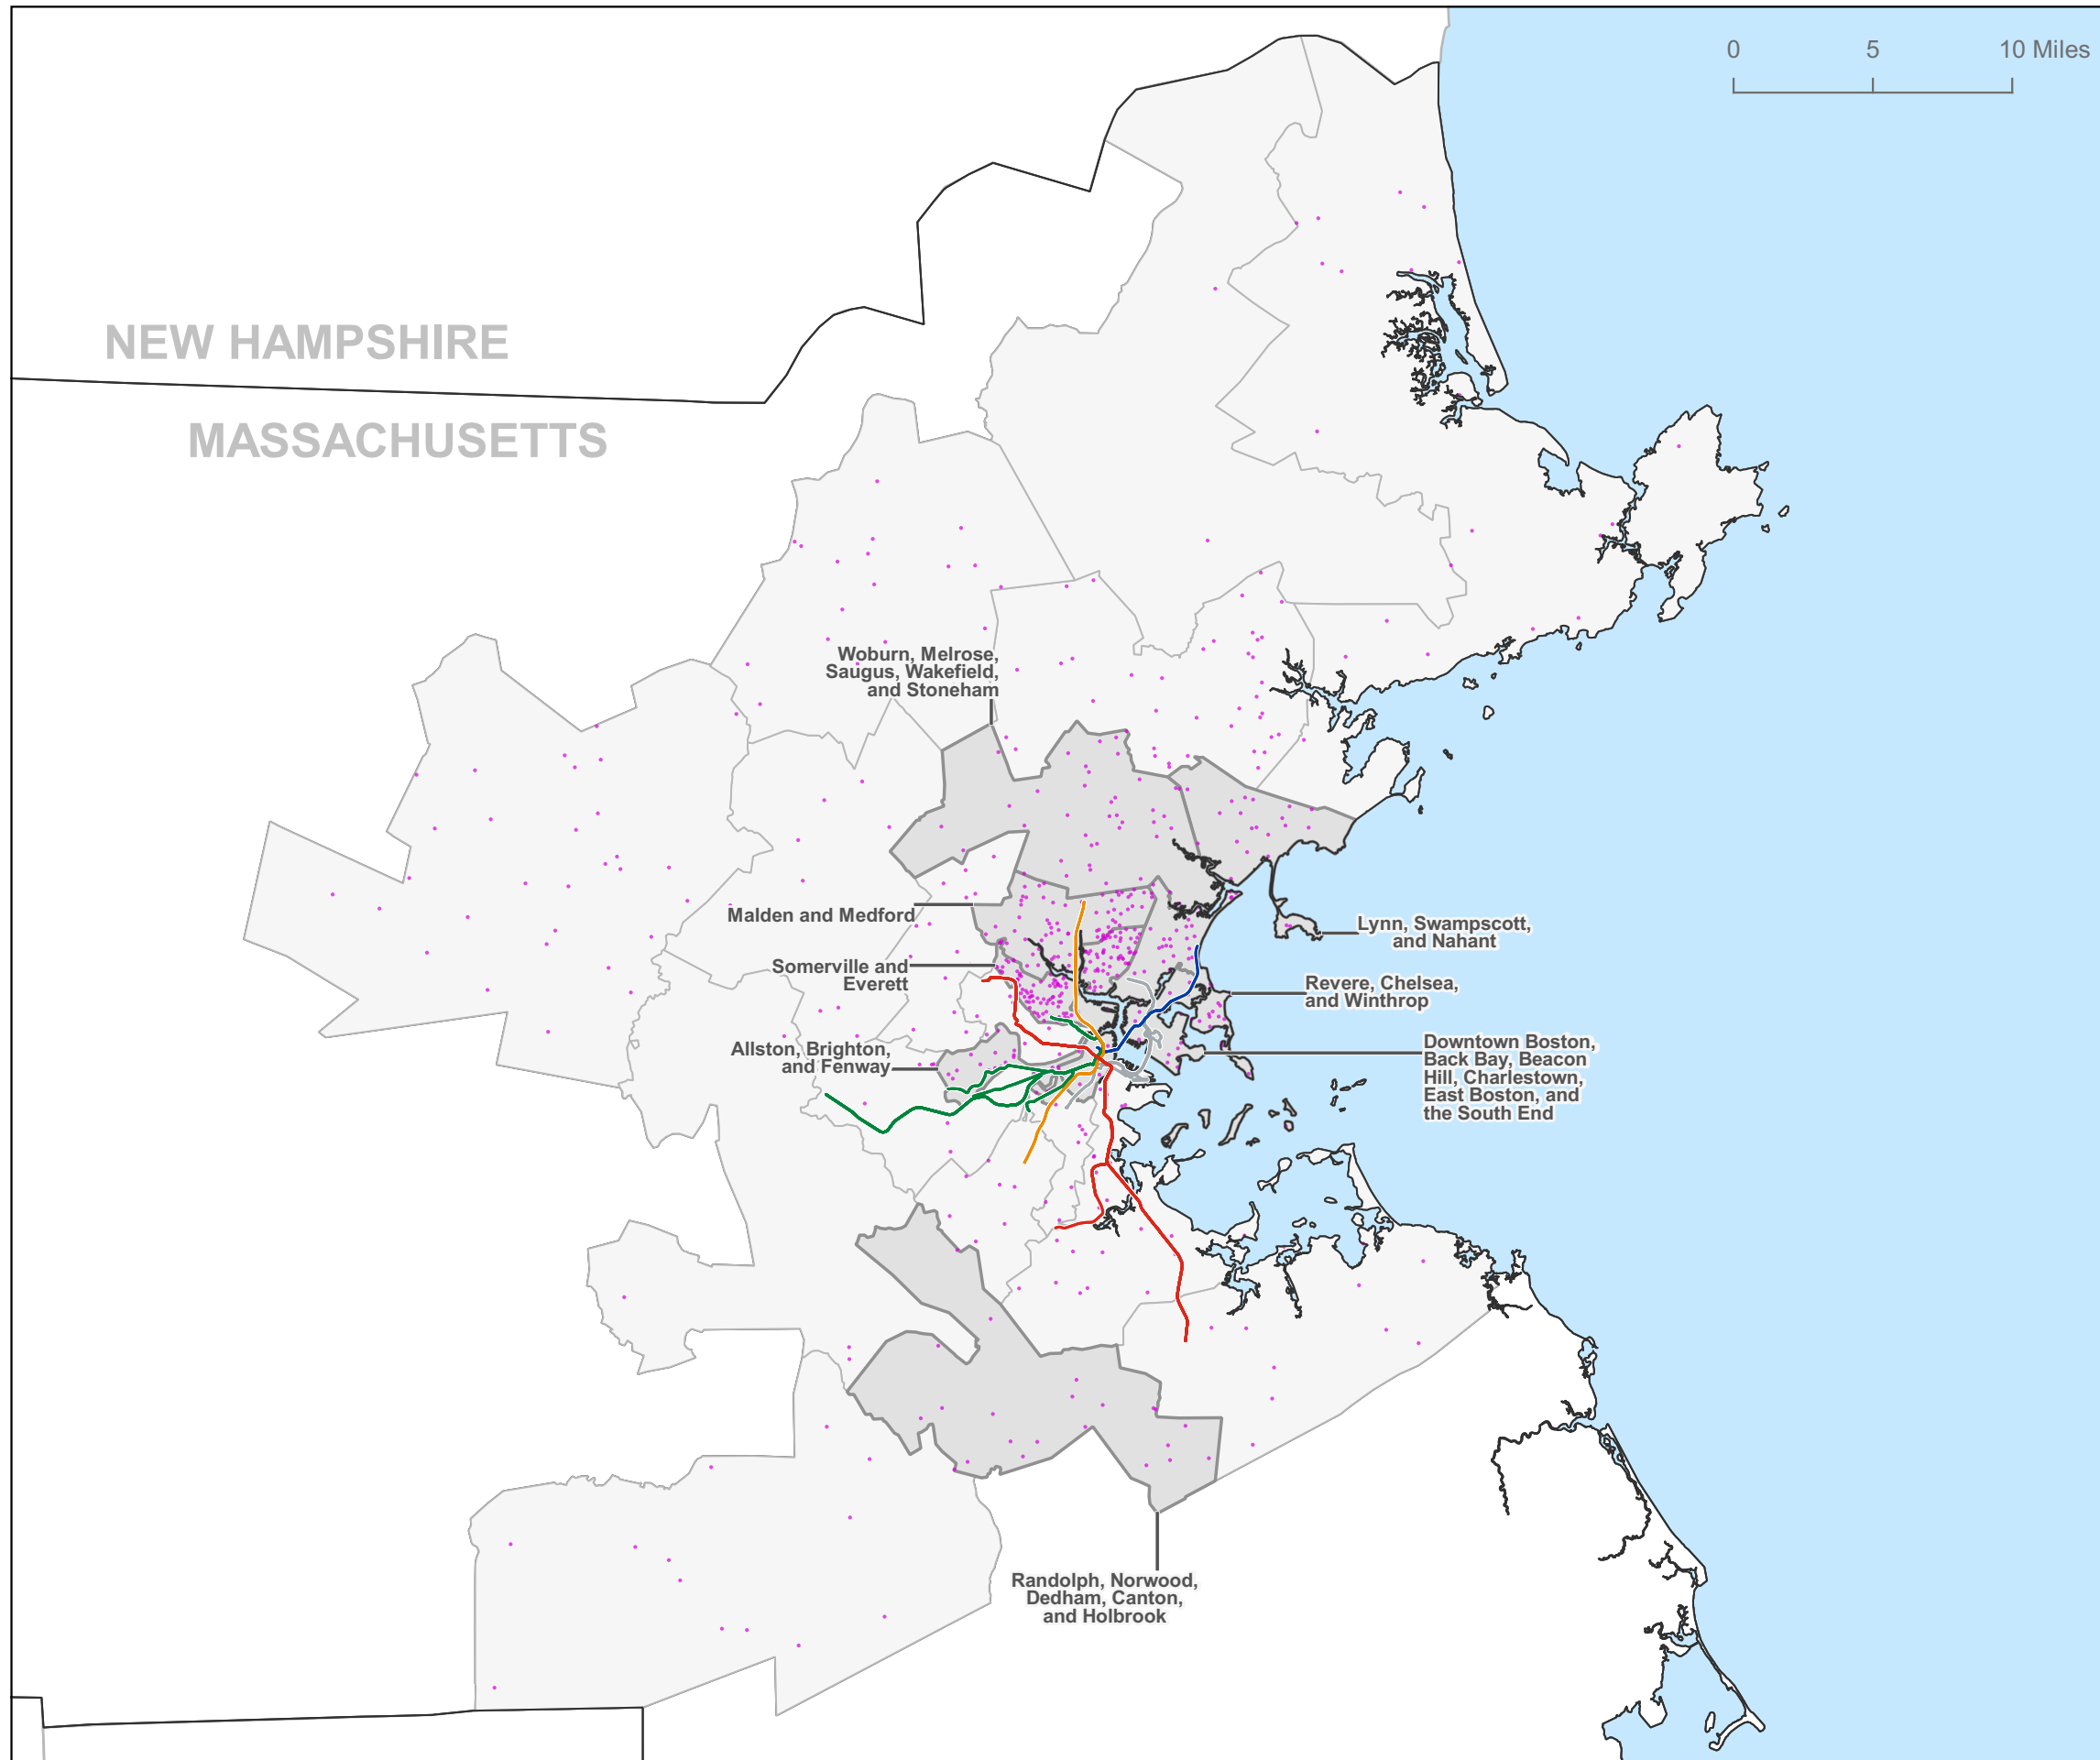 0 5 10 Miles
NEW HAMPSHIRE
MASSACHUSETTS
Woburn, Melrose,
Saugus, Wakefield,
and Stoneham
Malden and Medford
Lynn, Swampscott,
and Nahant
Somerville and
Everett
Revere, Chelsea,
and Winthrop
Allston, Brighton,
and Fenway
Downtown Boston,
Back Bay, Beacon
Hill, Charlestown,
East Boston, and
the South End
Randolph, Norwood,
Dedham, Canton,
and Holbrook